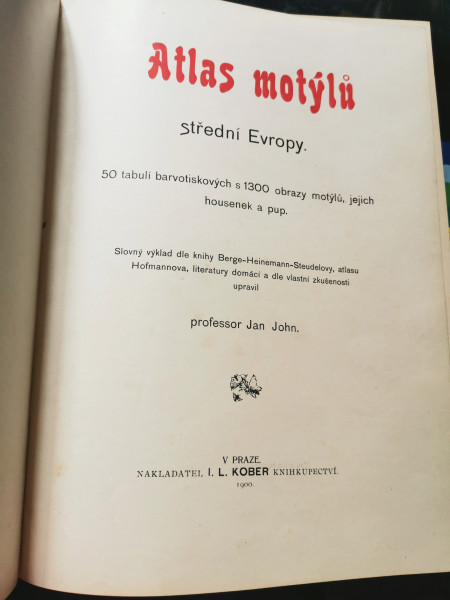 Atlas motýlů
střední Evropy.
50 tabulí barvotiskových s 1300 obrazy motýlů, jejich
housenek a pup.
Slovný výklad dle knihy Berge-Heinemann-Steudelovy, atlasu
Hofmannova, literatury domácí a dle vlastní zkušenosti
upravil
professor Jan John.
V PRAZE.
NAKLADATEL I. L. KOBER KNIHKUPECTVÍ.
1900.